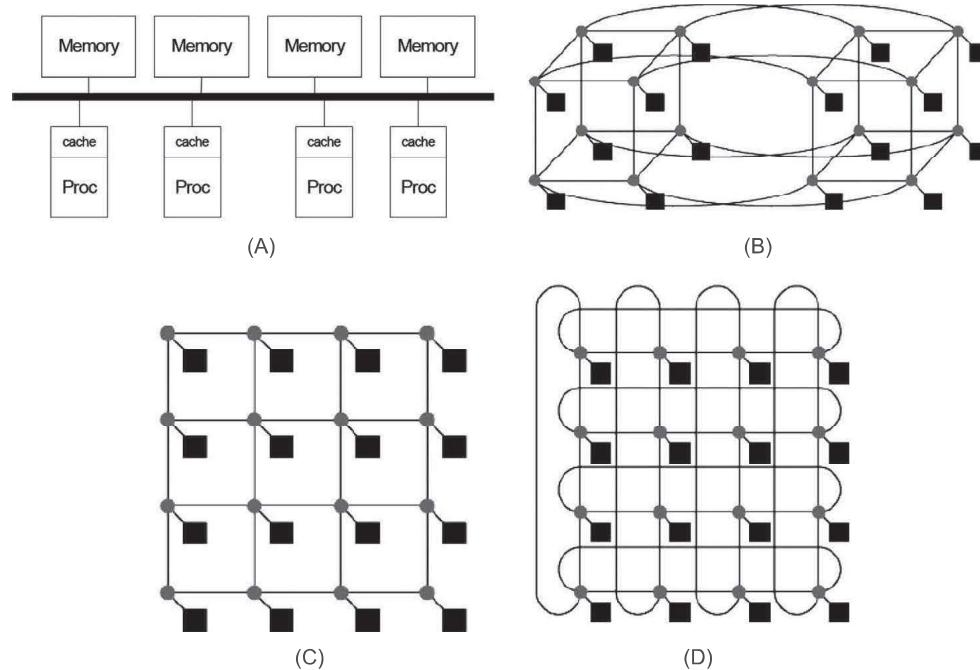 Memory Memory Memory Memory
cache cache cache cache
Proc Proc Proc Proc
(A) (B)
(C) (D)